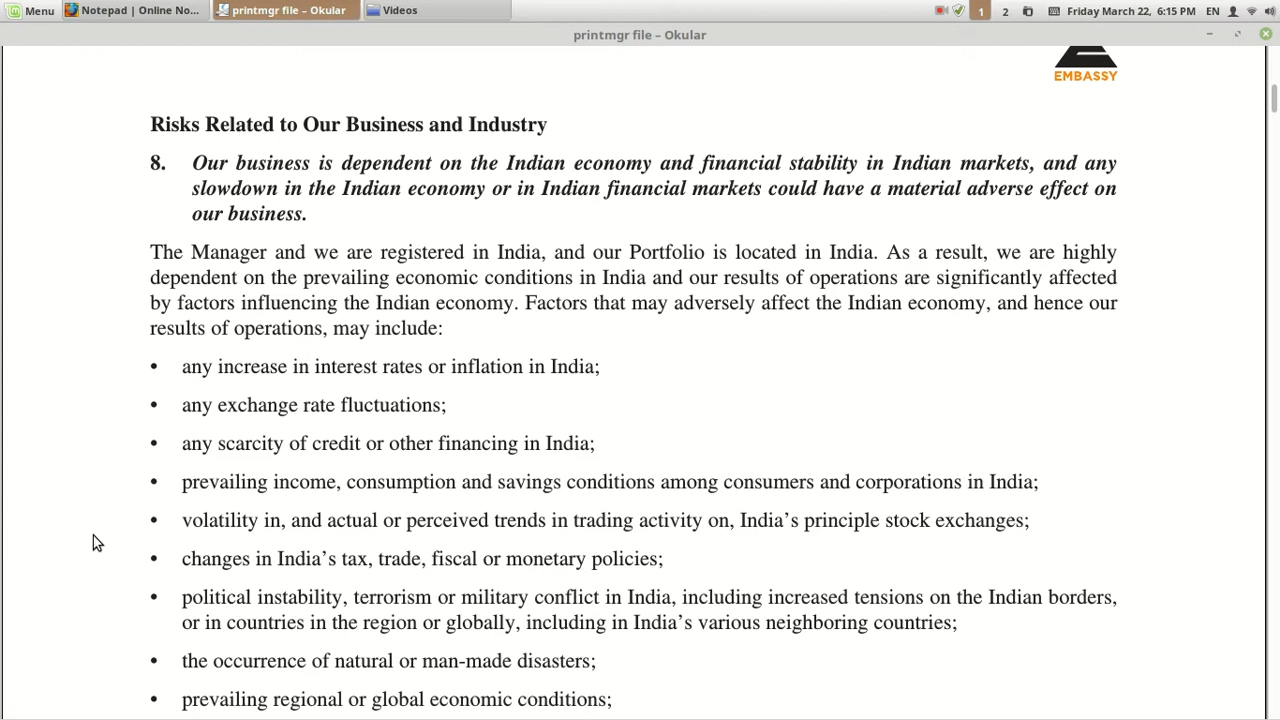 Menu
Notepad | Online No...
printmgr file – Okular
Videos
1
2
Friday March 22, 6:15 PM
EN
printmgr file – Okular
EMBASSY
Risks Related to Our Business and Industry
8. Our business is dependent on the Indian economy and financial stability in Indian markets, and any
slowdown in the Indian economy or in Indian financial markets could have a material adverse effect on
our business.
The Manager and we are registered in India, and our Portfolio is located in India. As a result, we are highly
dependent on the prevailing economic conditions in India and our results of operations are significantly affected
by factors influencing the Indian economy. Factors that may adversely affect the Indian economy, and hence our
results of operations, may include:
• any increase in interest rates or inflation in India;
• any exchange rate fluctuations;
• any scarcity of credit or other financing in India;
• prevailing income, consumption and savings conditions among consumers and corporations in India;
• volatility in, and actual or perceived trends in trading activity on, India’s principle stock exchanges;
• changes in India’s tax, trade, fiscal or monetary policies;
• political instability, terrorism or military conflict in India, including increased tensions on the Indian borders,
or in countries in the region or globally, including in India’s various neighboring countries;
• the occurrence of natural or man-made disasters;
• prevailing regional or global economic conditions;